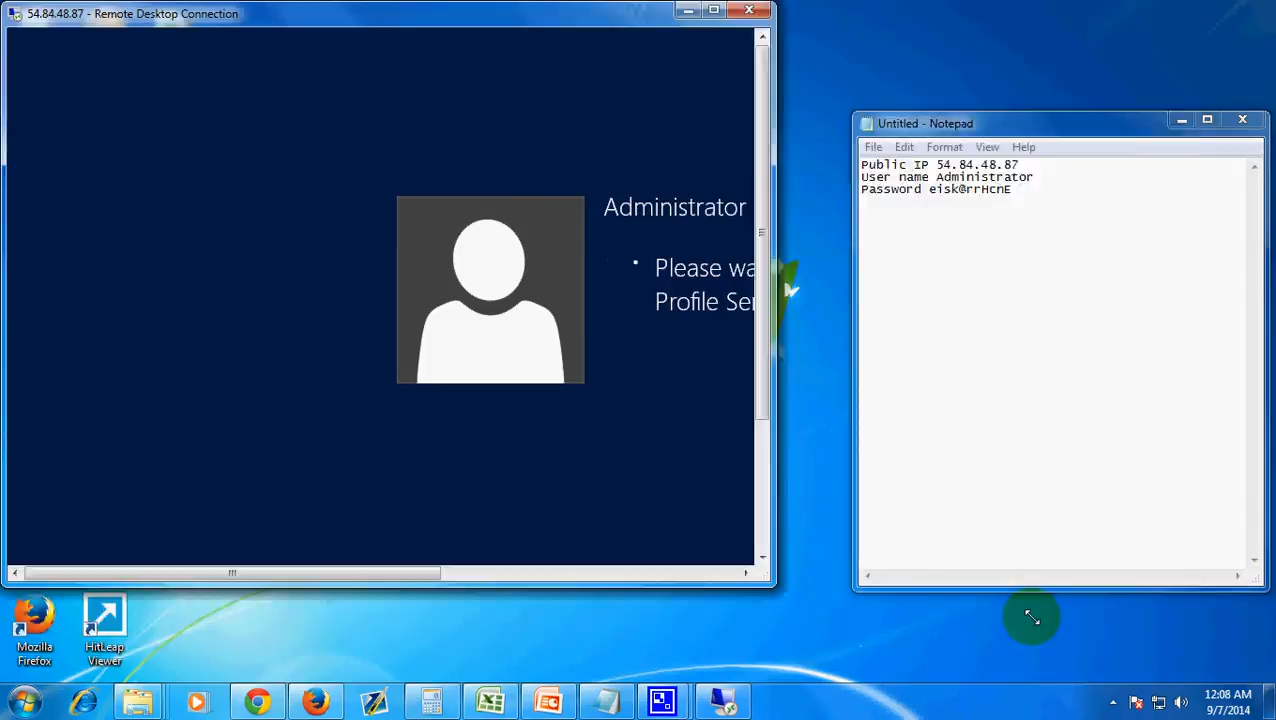 54.84.48.87 - Remote Desktop Connection
Administrator
Please wa
Profile Ser
Untitled - Notepad
File Edit Format View Help
Public IP 54.84.48.87
User name Administrator
Password eisk@rrHcnE
Mozilla
Firefox
HitLeap
Viewer
12:08 AM
9/7/2014